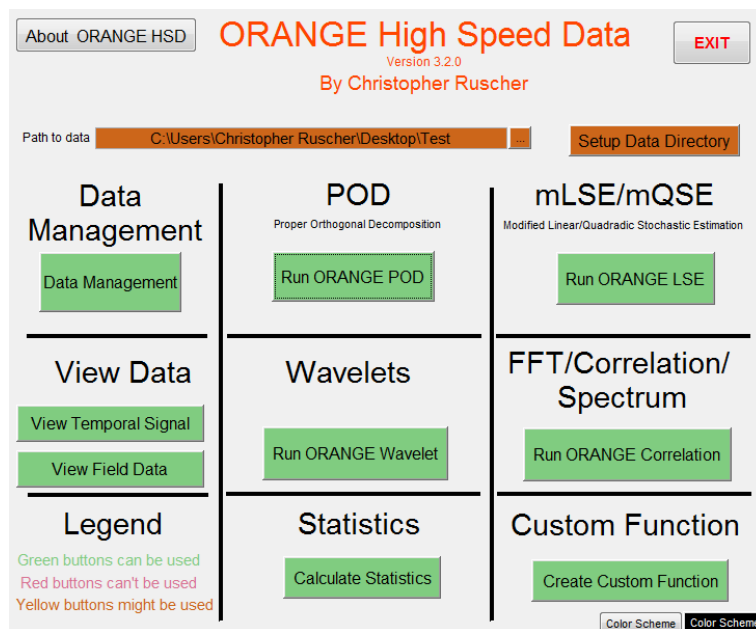 About ORANGE HSD
ORANGE High Speed Data
EXIT
Version 3.2.0
By Christopher Ruscher
Path to data
C:\Users\Christopher Ruscher\Desktop\Test
...
Setup Data Directory
Data
Management
Data Management
POD
Proper Orthogonal Decomposition
Run ORANGE POD
mLSE/mQSE
Modified Linear/Quadradic Stochastic Estimation
Run ORANGE LSE
View Data
View Temporal Signal
View Field Data
Wavelets
Run ORANGE Wavelet
FFT/Correlation/
Spectrum
Run ORANGE Correlation
Legend
Green buttons can be used
Red buttons can't be used
Yellow buttons might be used
Statistics
Calculate Statistics
Custom Function
Create Custom Function
Color Scheme
Color Scheme